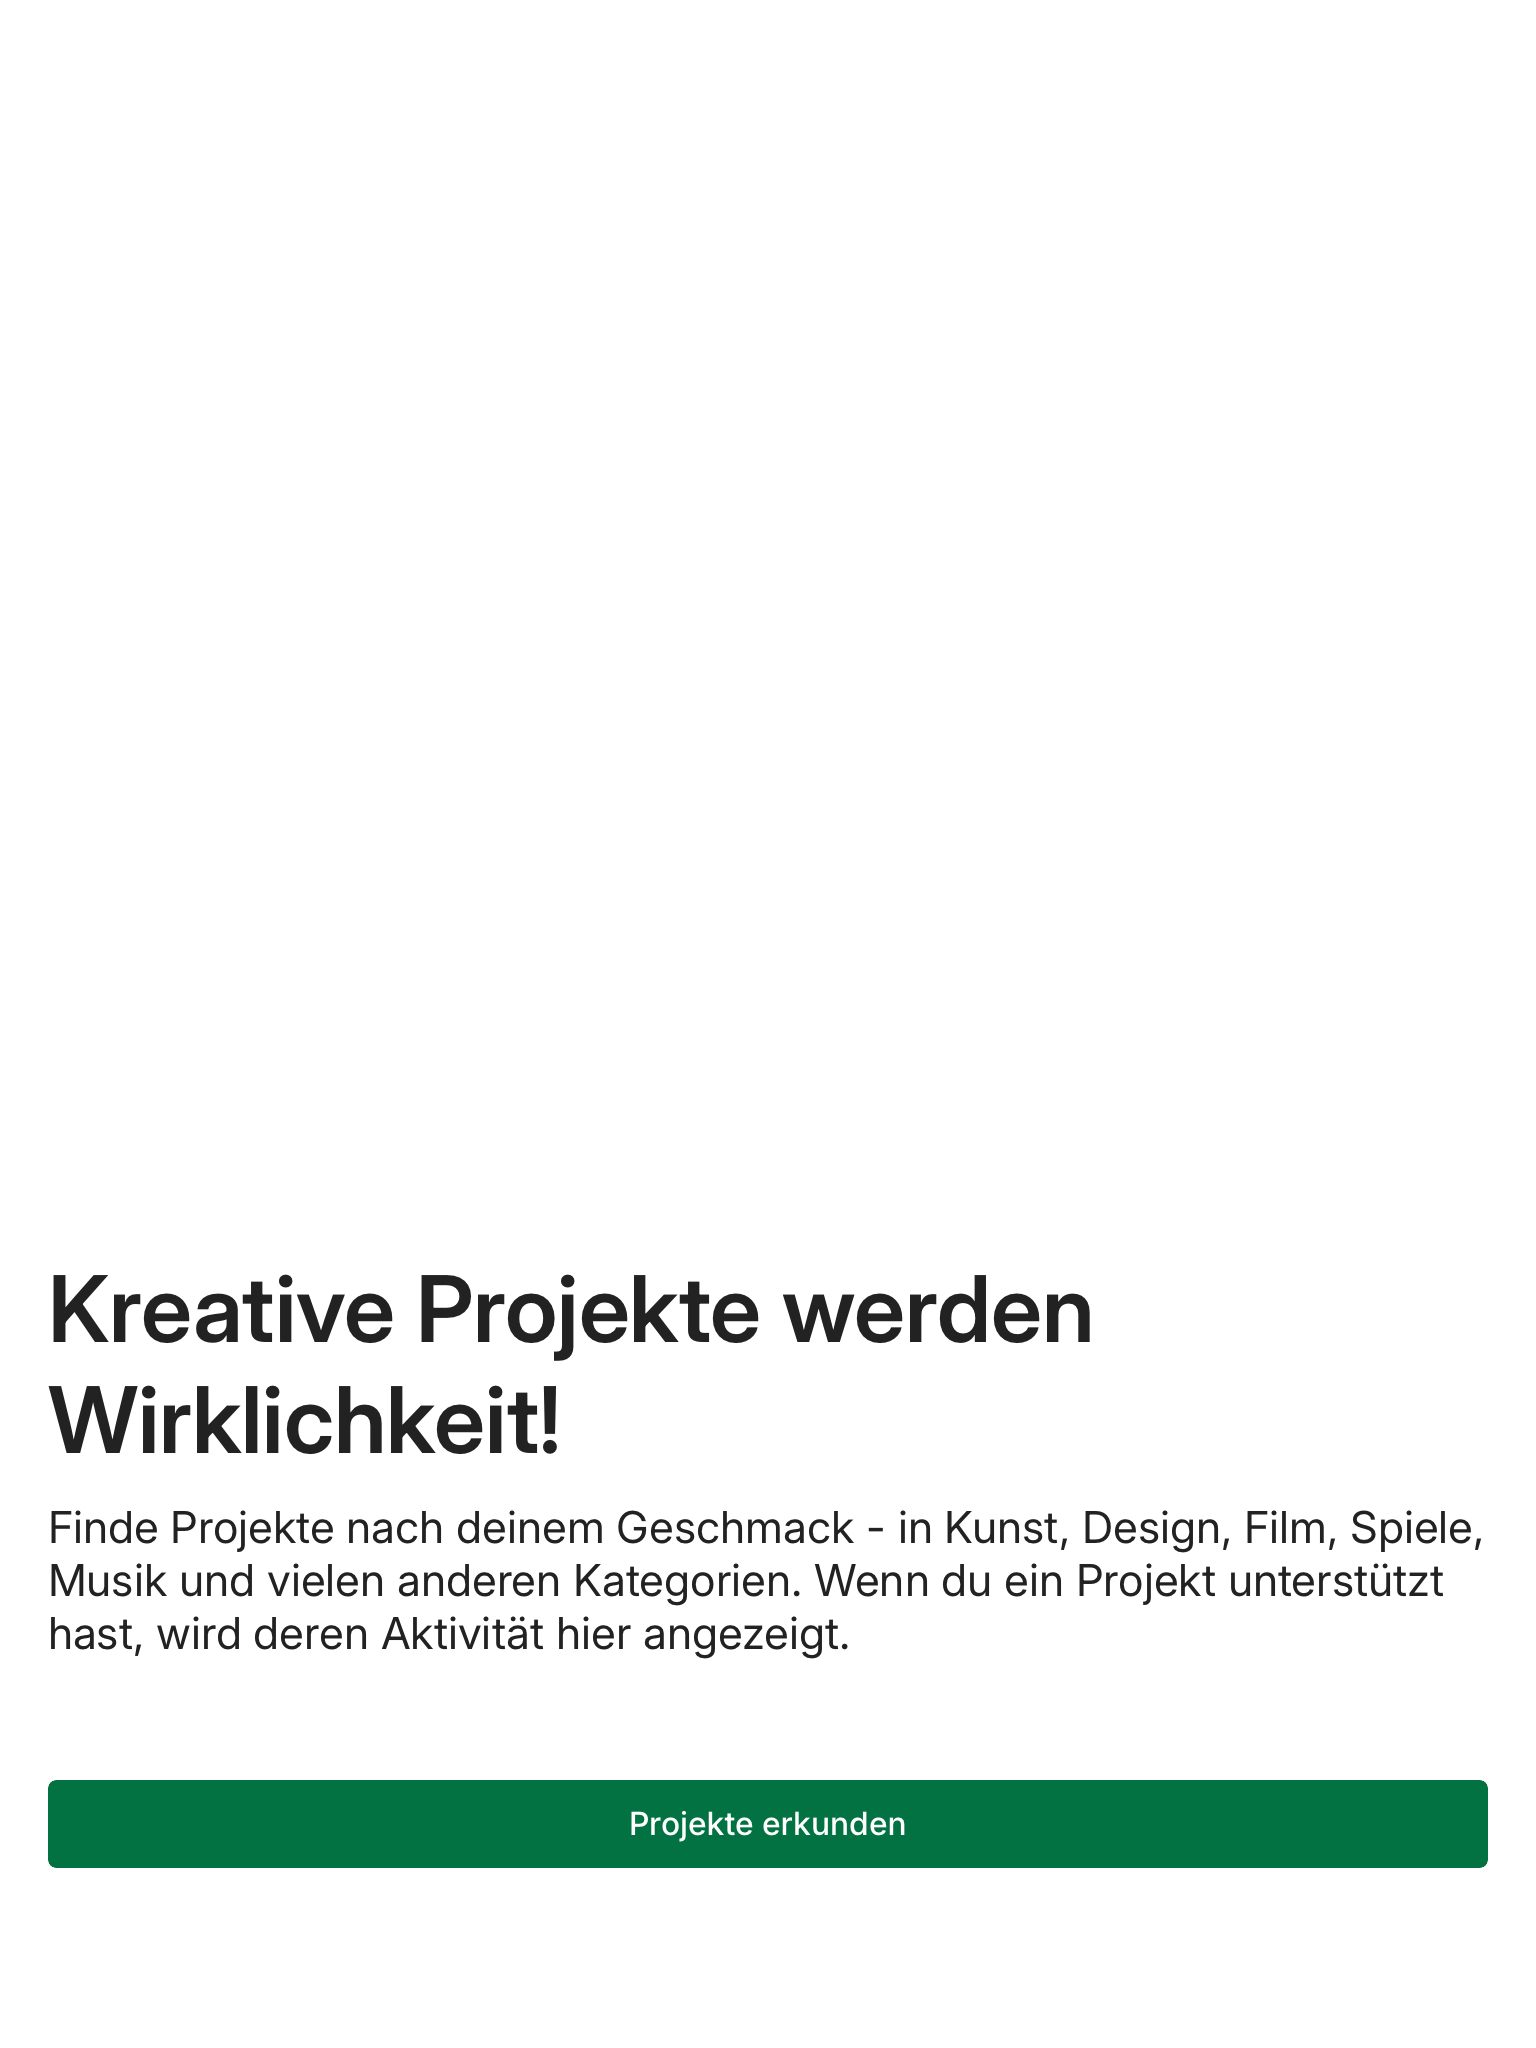 Kreative Projekte werden
Wirklichkeit!
Finde Projekte nach deinem Geschmack - in Kunst, Design, Film, Spiele,
Musik und vielen anderen Kategorien. Wenn du ein Projekt unterstützt
hast, wird deren Aktivität hier angezeigt.
Projekte erkunden